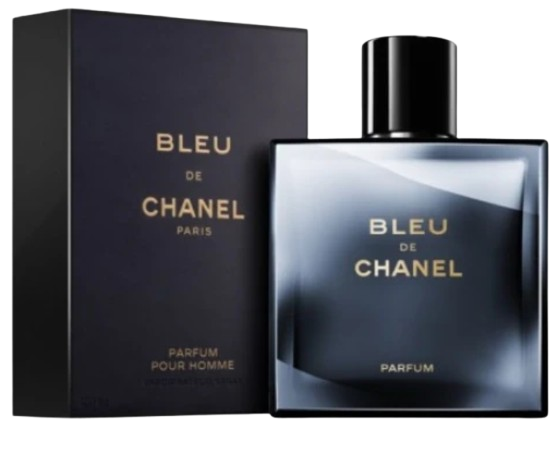 BLEU
DE
CHANEL
PARIS
PARFUM
POUR HOMME
BLEU
DE
CHANEL
PARFUM